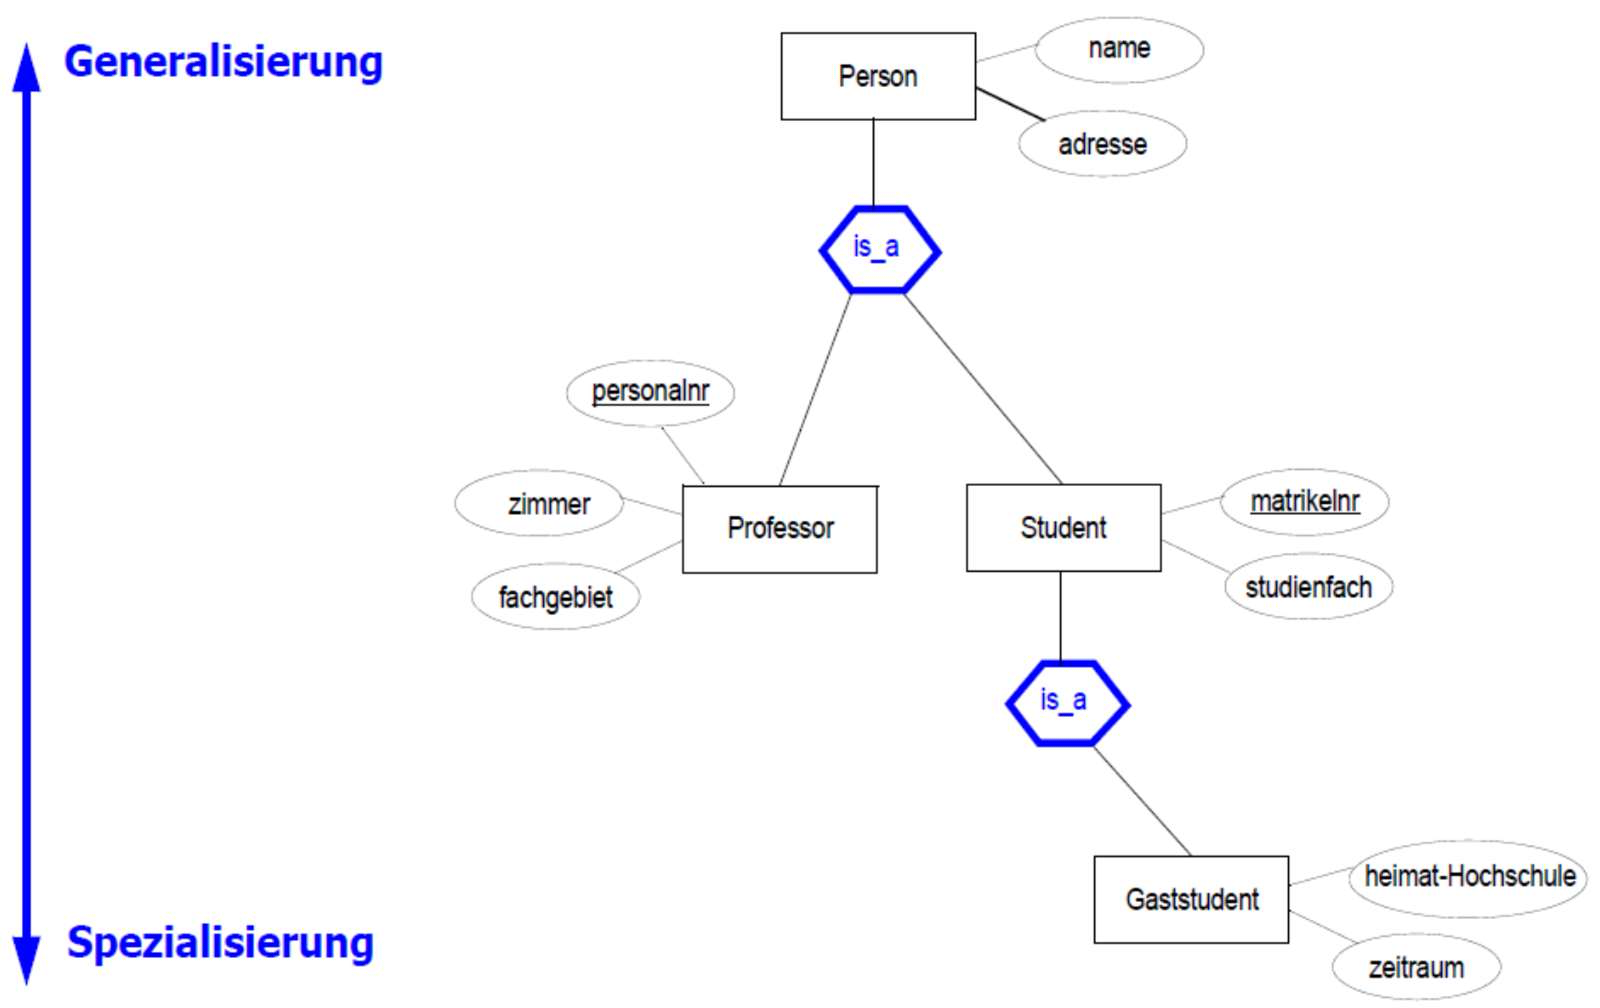 Generalisierung
Person
name
adresse
is_a
personalnr
zimmer
fachgebiet
Professor
Student
matrikelnr
studienfach
is_a
Gaststudent
heimat-Hochschule
zeitraum
Spezialisierung